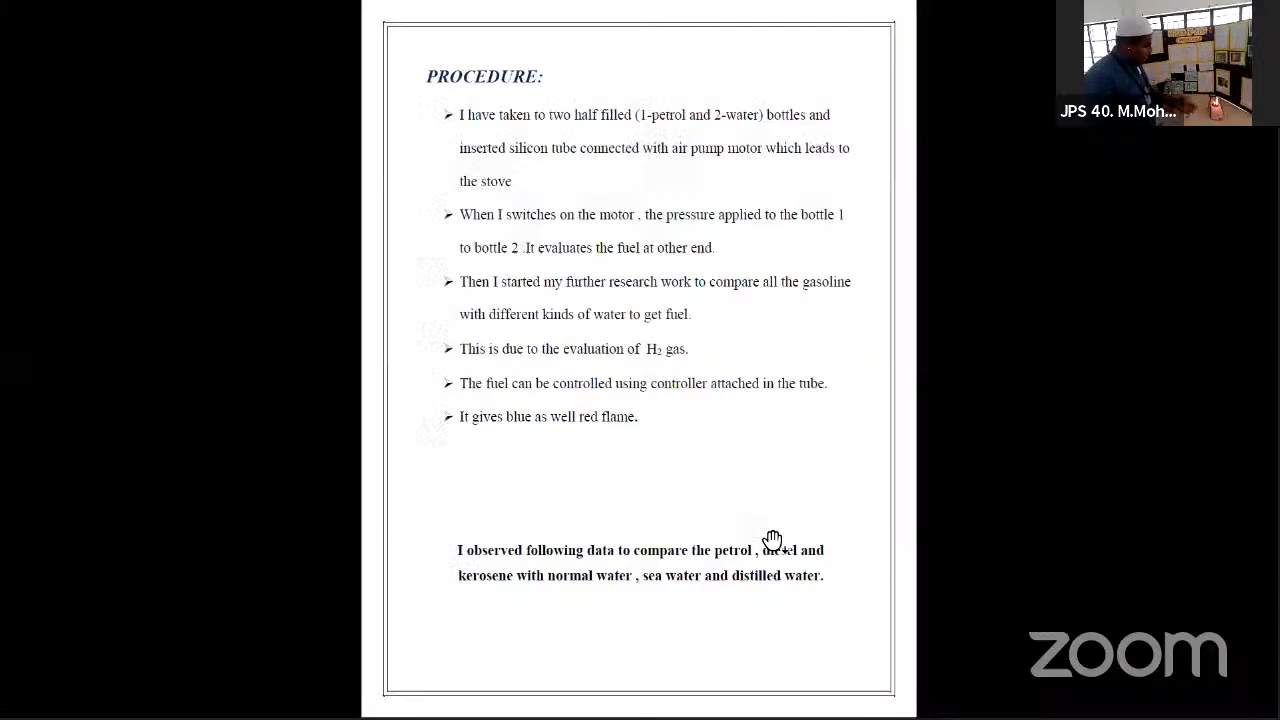 PROCEDURE:
➢ I have taken to two half filled (1-petrol and 2-water) bottles and
inserted silicon tube connected with air pump motor which leads to
the stove
➢ When I switches on the motor , the pressure applied to the bottle 1
to bottle 2 .It evaluates the fuel at other end.
➢ Then I started my further research work to compare all the gasoline
with different kinds of water to get fuel.
➢ This is due to the evaluation of H₂ gas.
➢ The fuel can be controlled using controller attached in the tube.
➢ It gives blue as well red flame.
I observed following data to compare the petrol , diesel and
kerosene with normal water , sea water and distilled water.
JPS 40. M.Moh...
zoom